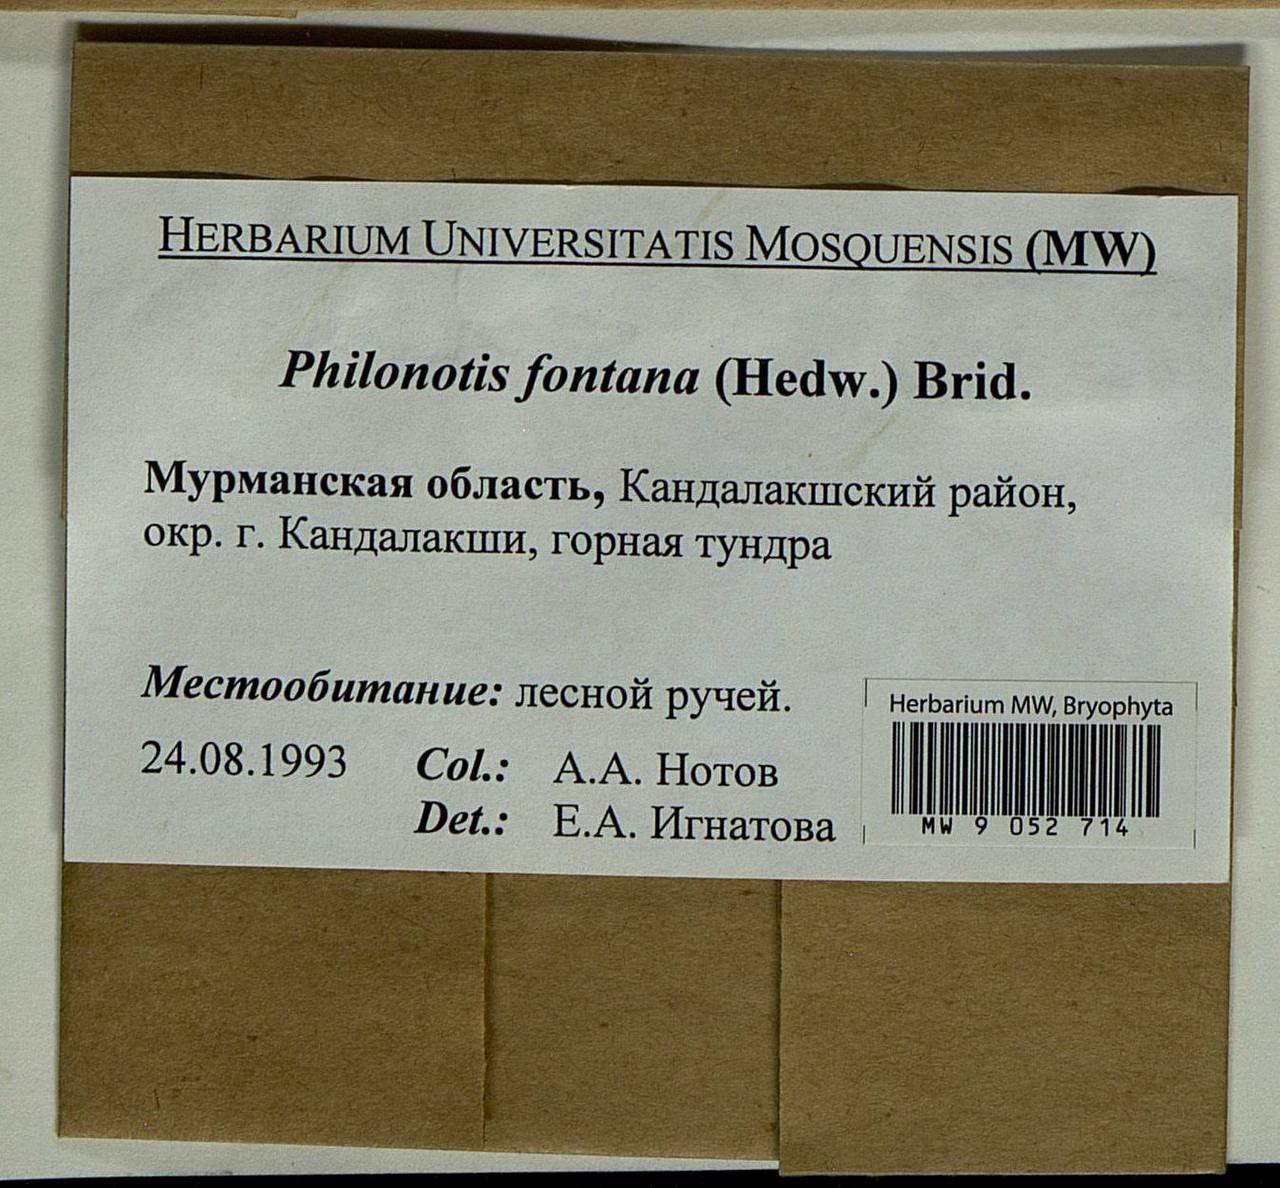 HERBARIUM UNIVERSITATIS MOSQUENSIS (MW)
Philonotis fontana (Hedw.) Brid.
Мурманская область, Кандалакшский район,
окр. г. Кандалакши, горная тундра
Местообитание: лесной ручей.
24.08.1993 Col.: А.А. Нотов
Det.: Е.А. Игнатова
Herbarium MW, Bryophyta
MW 9 052 714